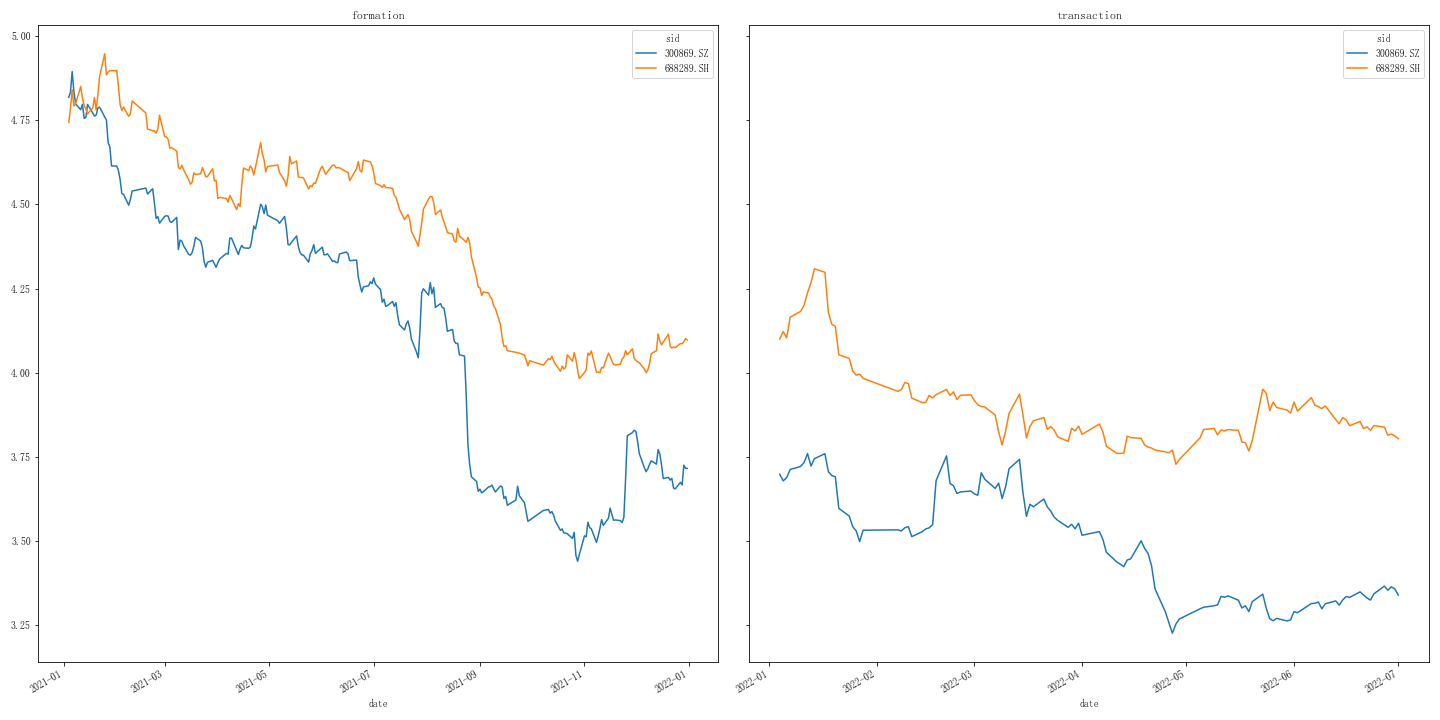 formation
transaction
sid
300869.SZ
688289.SH
sid
300869.SZ
688289.SH
5.00
4.75
4.50
4.25
4.00
3.75
3.50
3.25
2021-01
2021-03
2021-05
2021-07
2021-09
2021-11
2022-01
date
2022-01
2022-02
2022-03
2022-04
2022-05
2022-06
2022-07
date